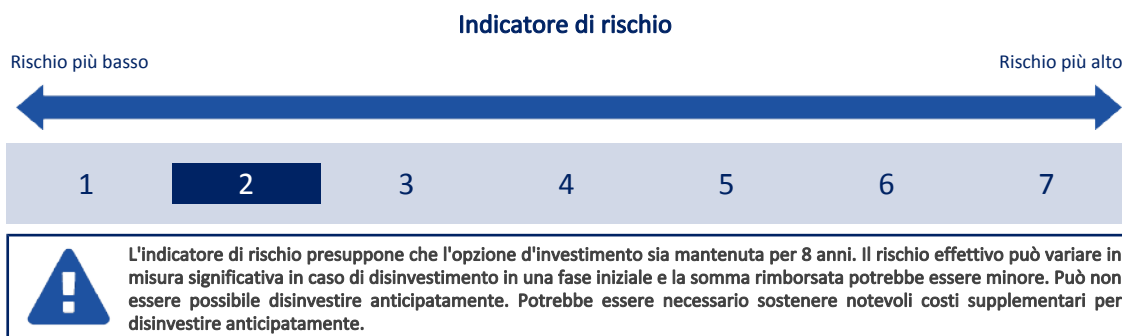 Indicatore di rischio
Rischio più basso
Rischio più alto
1 2 3 4 5 6 7
L'indicatore di rischio presuppone che l'opzione d'investimento sia mantenuta per 8 anni. Il rischio effettivo può variare in
misura significativa in caso di disinvestimento in una fase iniziale e la somma rimborsata potrebbe essere minore. Può non
essere possibile disinvestire anticipatamente. Potrebbe essere necessario sostenere notevoli costi supplementari per
disinvestire anticipatamente.